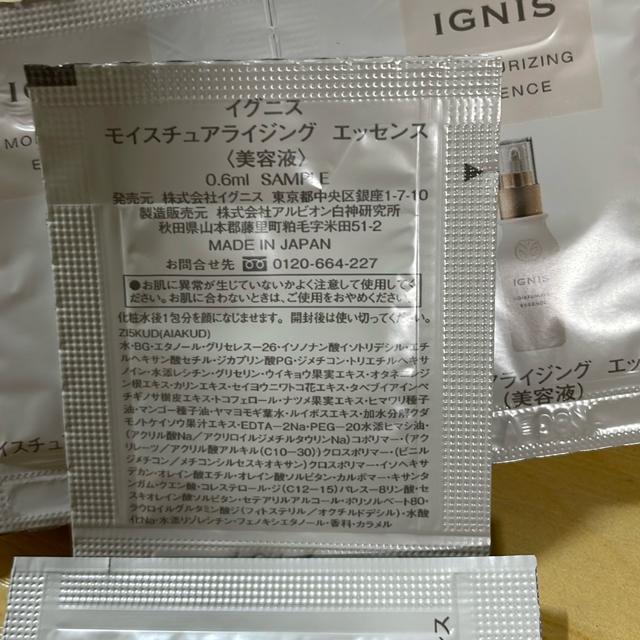 IGNIS
イグニス
モイスチュアライジング エッセンス
〈美容液〉
0.6ml SAMPLE
発売元 株式会社イグニス 東京都中央区銀座1-7-10
製造販売元 株式会社アルビオン白神研究所
秋田県山本郡藤里町粕毛字米田51-2
MADE IN JAPAN
お問合せ先 0120-664-227
●お肌に異常が生じていないかよく注意して使用してく
ださい。お肌に合わないときは、ご使用をおやめください。
化粧水後1包分を顔になじませます。開封後は使い切ってください。
ZI5KUD(AIAKUD)
水・BG・エタノール・グリセレス-26・イソノナン酸イソトリデシル・エチ
ルヘキサン酸セチル・ジカプリン酸PG・ジメチコン・トリエチルヘキサ
ノイン・水添レシチン・グリセリン・ウイキョウ果実エキス・オタネニンジ
ン根エキス・カリンエキス・セイヨウニワトコ花エキス・タベブイアインペ
チギノサ樹皮エキス・トコフェロール・ナツメ果実エキス・ヒマワリ種子
油・マンゴー種子油・ヤマヨモギ葉水・ルイボスエキス・加水分解クダ
モノトケイソウ果汁エキス・EDTA-2Na・PEG-20水添ヒマシ油・
(アクリル酸Na/アクリロイルジメチルタウリンNa)コポリマー・(アク
リレーツ/アクリル酸アルキル(C10-30))クロスポリマー・(ビニル
ジメチコン/メチコンシルセスキオキサン)クロスポリマー・イソヘキサ
デカン・オレイン酸エチル・オレイン酸ソルビタン・カルボマー・キサンタ
ンガム・クエン酸・コレステロール・ジ(C12-15)パレス-8リン酸・セ
スキオレイン酸ソルビタン・セテアリルアルコール・ポリソルベート80・
ラウロイルグルタミン酸ジ(フィトステリル/オクチルドデシル)・水酸
化Na・水添リゾレシチン・フェノキシエタノール・香料・カラメル
IGNIS
ライジング エッ
(美容液)